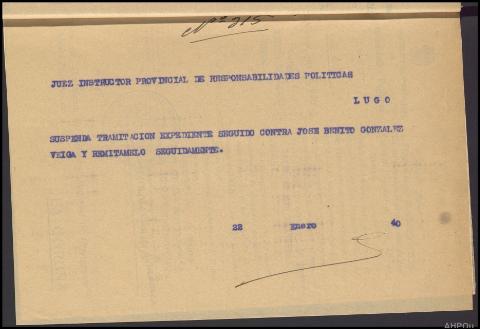 Nº 215
JUEZ INSTRUCTOR PROVINCIAL DE RESPONSABILIDADES POLITICAS
LUGO
SUSPENDA TRAMITACION EXPEDIENTE SEGUIDO CONTRA JOSE BENITO GONZALEZ
VEIGA Y REMITAMELO SEGUIDAMENTE.
22 Enero 40
AHPOu